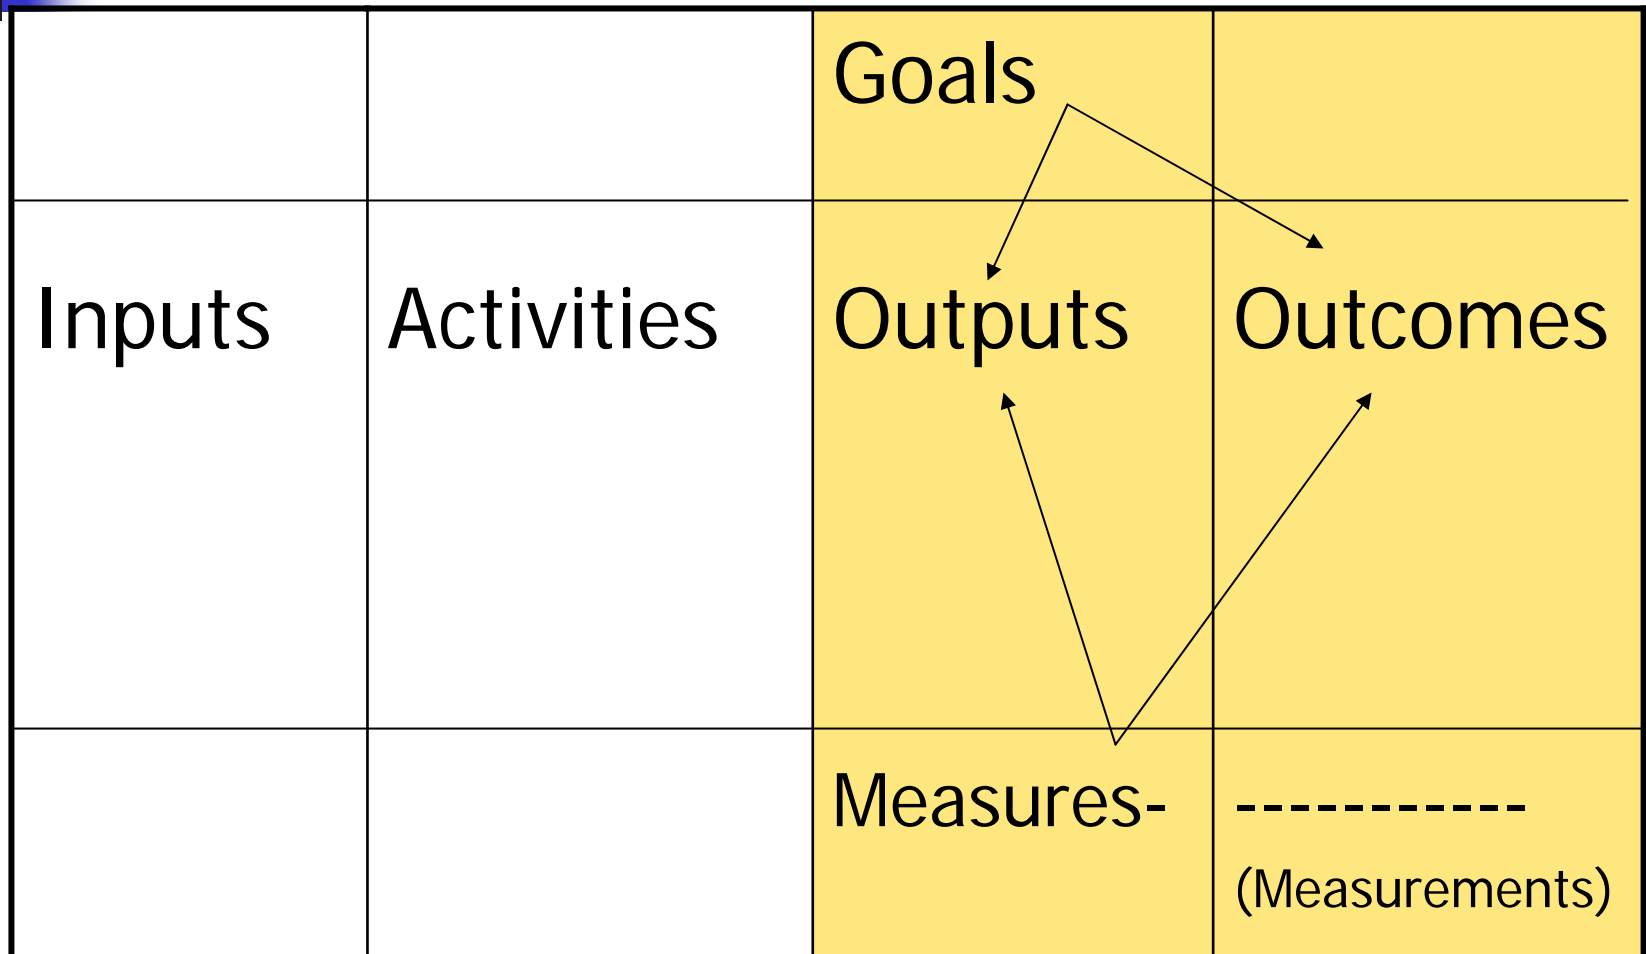 Goals
Inputs Activities Outputs Outcomes
Measures- ------------
(Measurements)